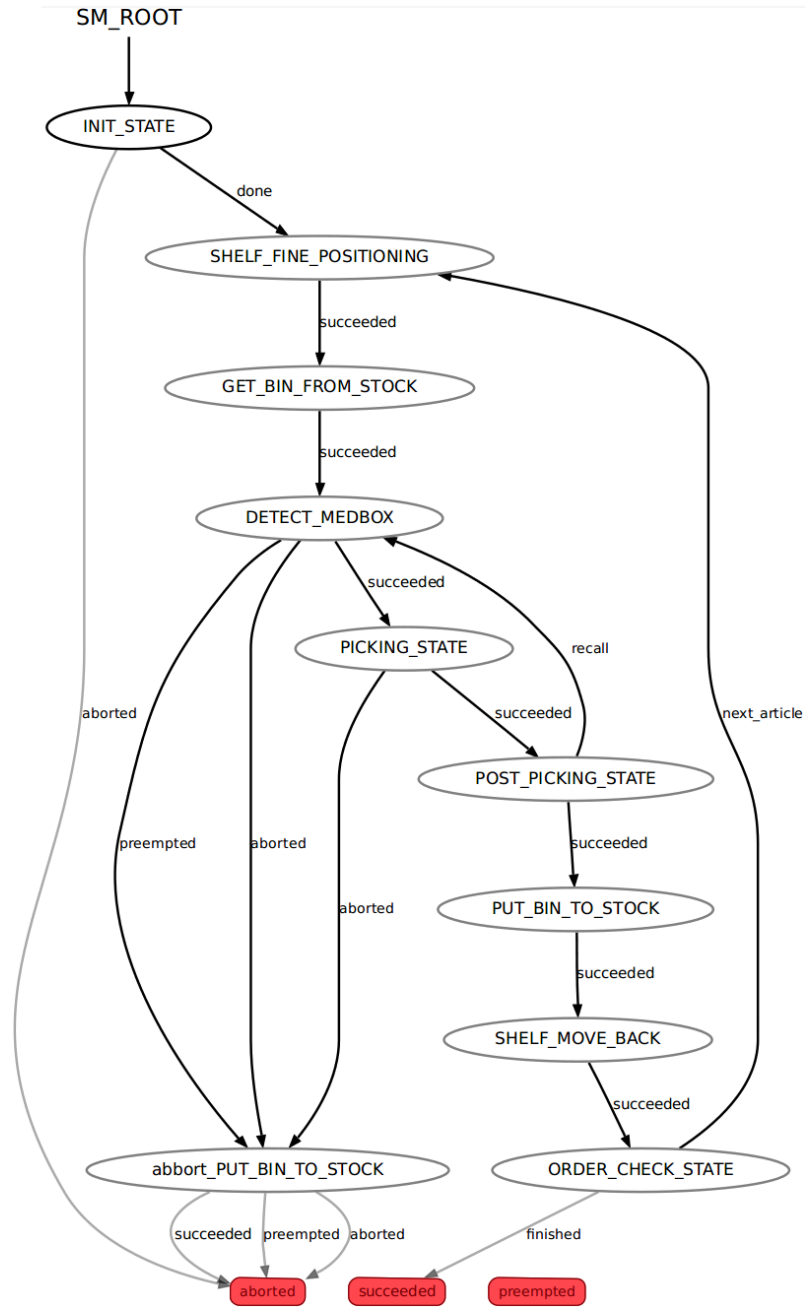 SM_ROOT
INIT_STATE
done
SHELF_FINE_POSITIONING
succeeded
GET_BIN_FROM_STOCK
succeeded
DETECT_MEDBOX
succeeded
PICKING_STATE
recall
aborted
succeeded
next_article
POST_PICKING_STATE
preempted
aborted
succeeded
aborted
PUT_BIN_TO_STOCK
succeeded
SHELF_MOVE_BACK
succeeded
abbort_PUT_BIN_TO_STOCK
ORDER_CHECK_STATE
succeeded
preempted
aborted
finished
aborted
succeeded
preempted